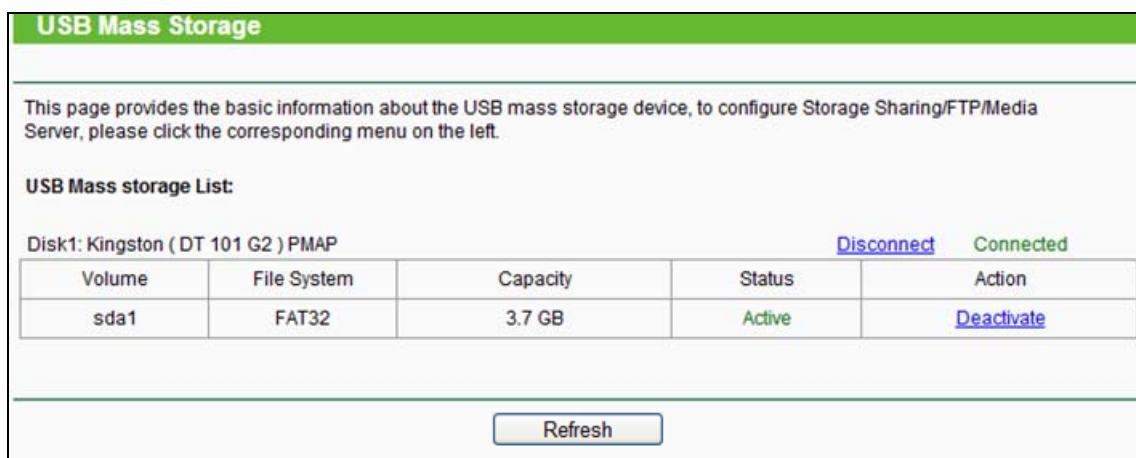 USB Mass Storage
This page provides the basic information about the USB mass storage device, to configure Storage Sharing/FTP/Media
Server, please click the corresponding menu on the left.
USB Mass storage List:
Disk1: Kingston ( DT 101 G2 ) PMAP Disconnect Connected
Volume File System Capacity Status Action
sda1 FAT32 3.7 GB Active Deactivate
Refresh